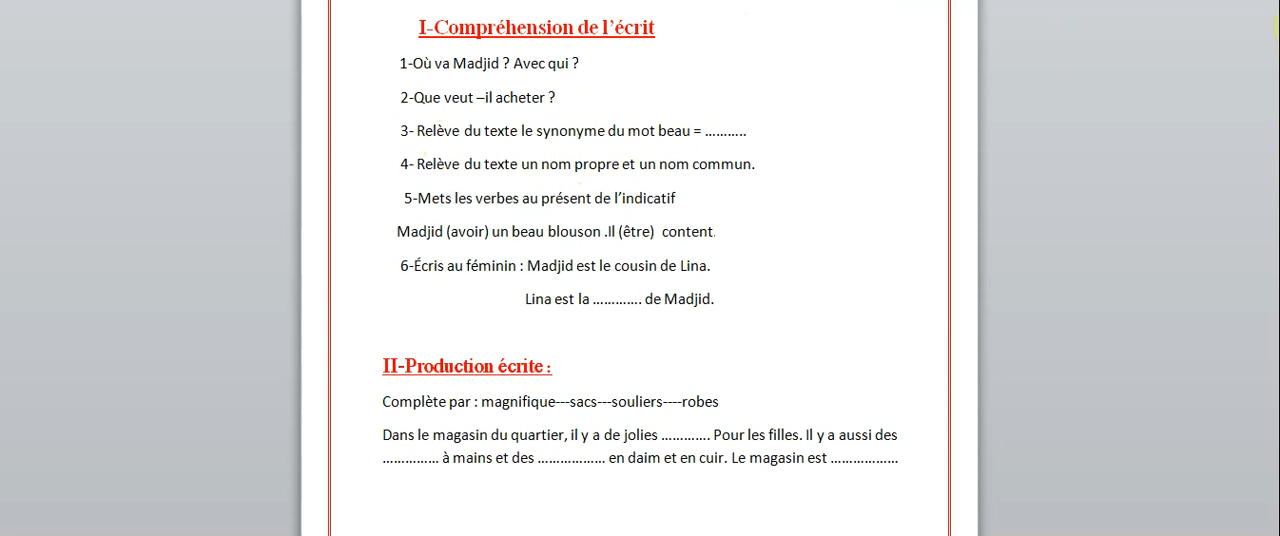 I-Compréhension de l’écrit
1-Où va Madjid ? Avec qui ?
2-Que veut –il acheter ?
3- Relève du texte le synonyme du mot beau = ………..
4- Relève du texte un nom propre et un nom commun.
5-Mets les verbes au présent de l’indicatif
Madjid (avoir) un beau blouson .Il (être) content.
6-Écris au féminin : Madjid est le cousin de Lina.
Lina est la …………. de Madjid.
II-Production écrite :
Complète par : magnifique---sacs---souliers----robes
Dans le magasin du quartier, il y a de jolies …………. Pour les filles. Il y a aussi des
…………… à mains et des ……………… en daim et en cuir. Le magasin est ………………